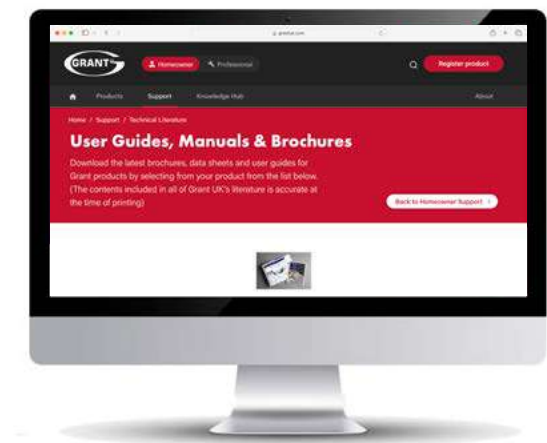 grantuk.com
GRANT UK
Homeowner
Professional
Register product
Products
Support
Knowledge Hub
About
Home / Support / Technical Literature
User Guides, Manuals & Brochures
Download the latest brochures, data sheets and user guides for
Grant products by selecting from your product from the list below.
(The contents included in all of Grant UK's literature is accurate at
the time of printing)
Back to Homeowner Support